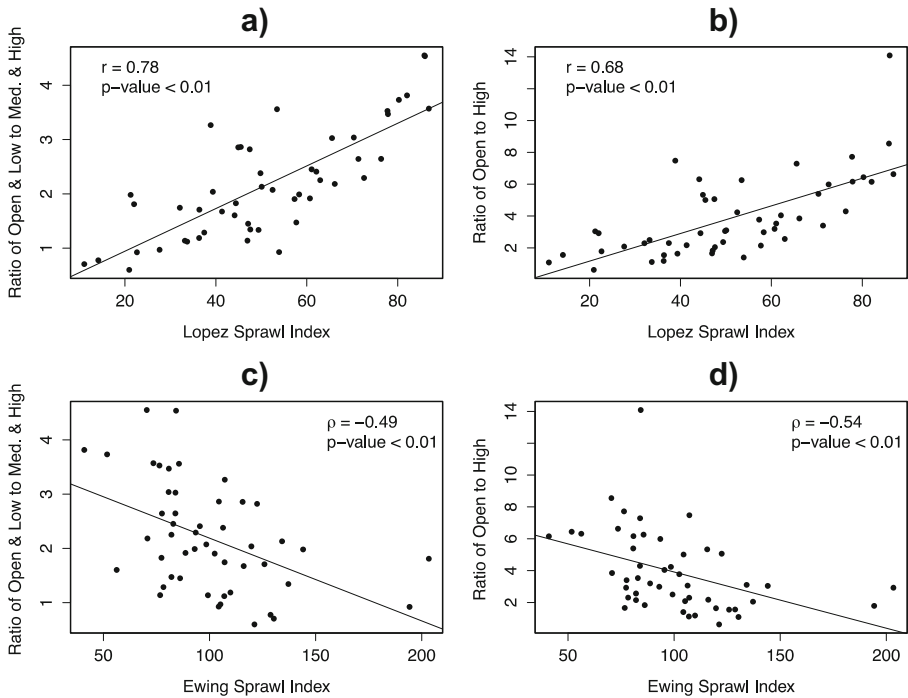 a)
r = 0.78
p−value < 0.01
Ratio of Open & Low to Med. & High
4
3
2
1
20 40 60 80
Lopez Sprawl Index
b)
r = 0.68
p−value < 0.01
Ratio of Open to High
14
10
8
6
4
2
20 40 60 80
Lopez Sprawl Index
c)
ρ = −0.49
p−value < 0.01
Ratio of Open & Low to Med. & High
4
3
2
1
50 100 150 200
Ewing Sprawl Index
d)
ρ = −0.54
p−value < 0.01
Ratio of Open to High
14
10
8
6
4
2
50 100 150 200
Ewing Sprawl Index